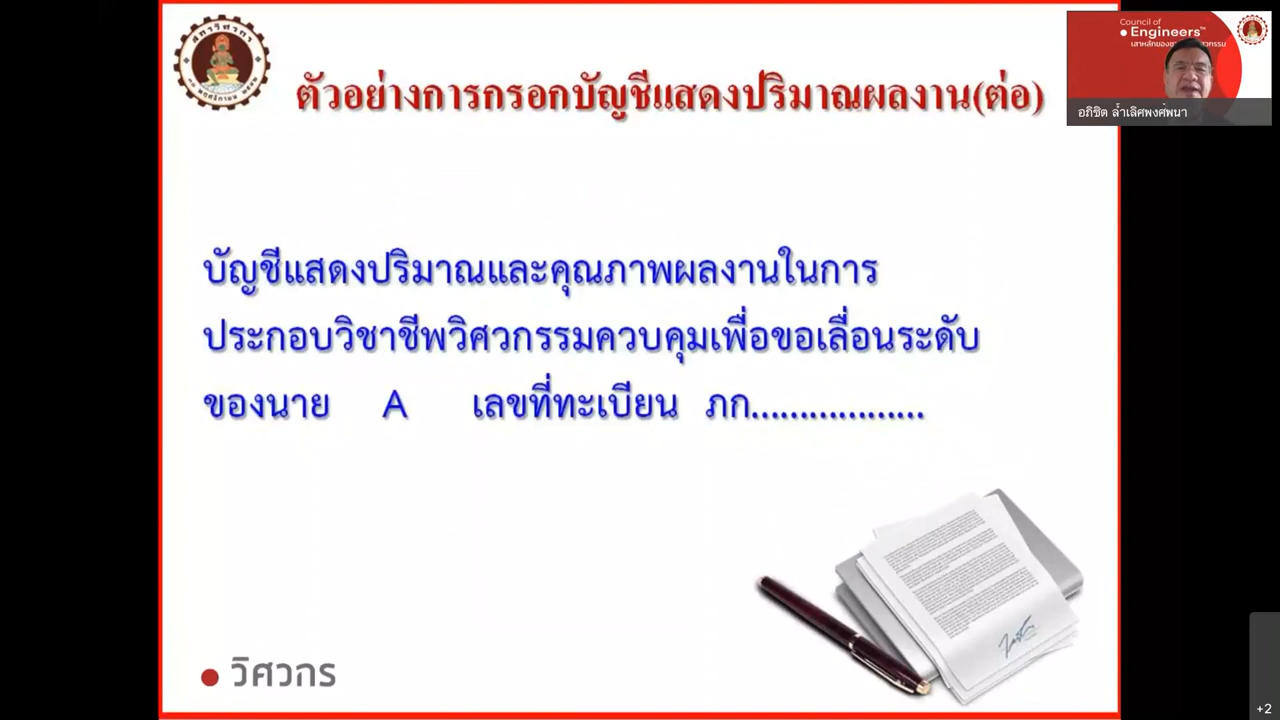 ตัวอย่างการกรอกบัญชีแสดงปริมาณผลงาน(ต่อ)
Council of
Engineers™
อภิชิต ล้ำเลิศพงศ์พนา
บัญชีแสดงปริมาณและคุณภาพผลงานในการ
ประกอบวิชาชีพวิศวกรรมควบคุมเพื่อขอเลื่อนระดับ
ของนาย A เลขที่ทะเบียน ภก..................
วิศวกร
+2